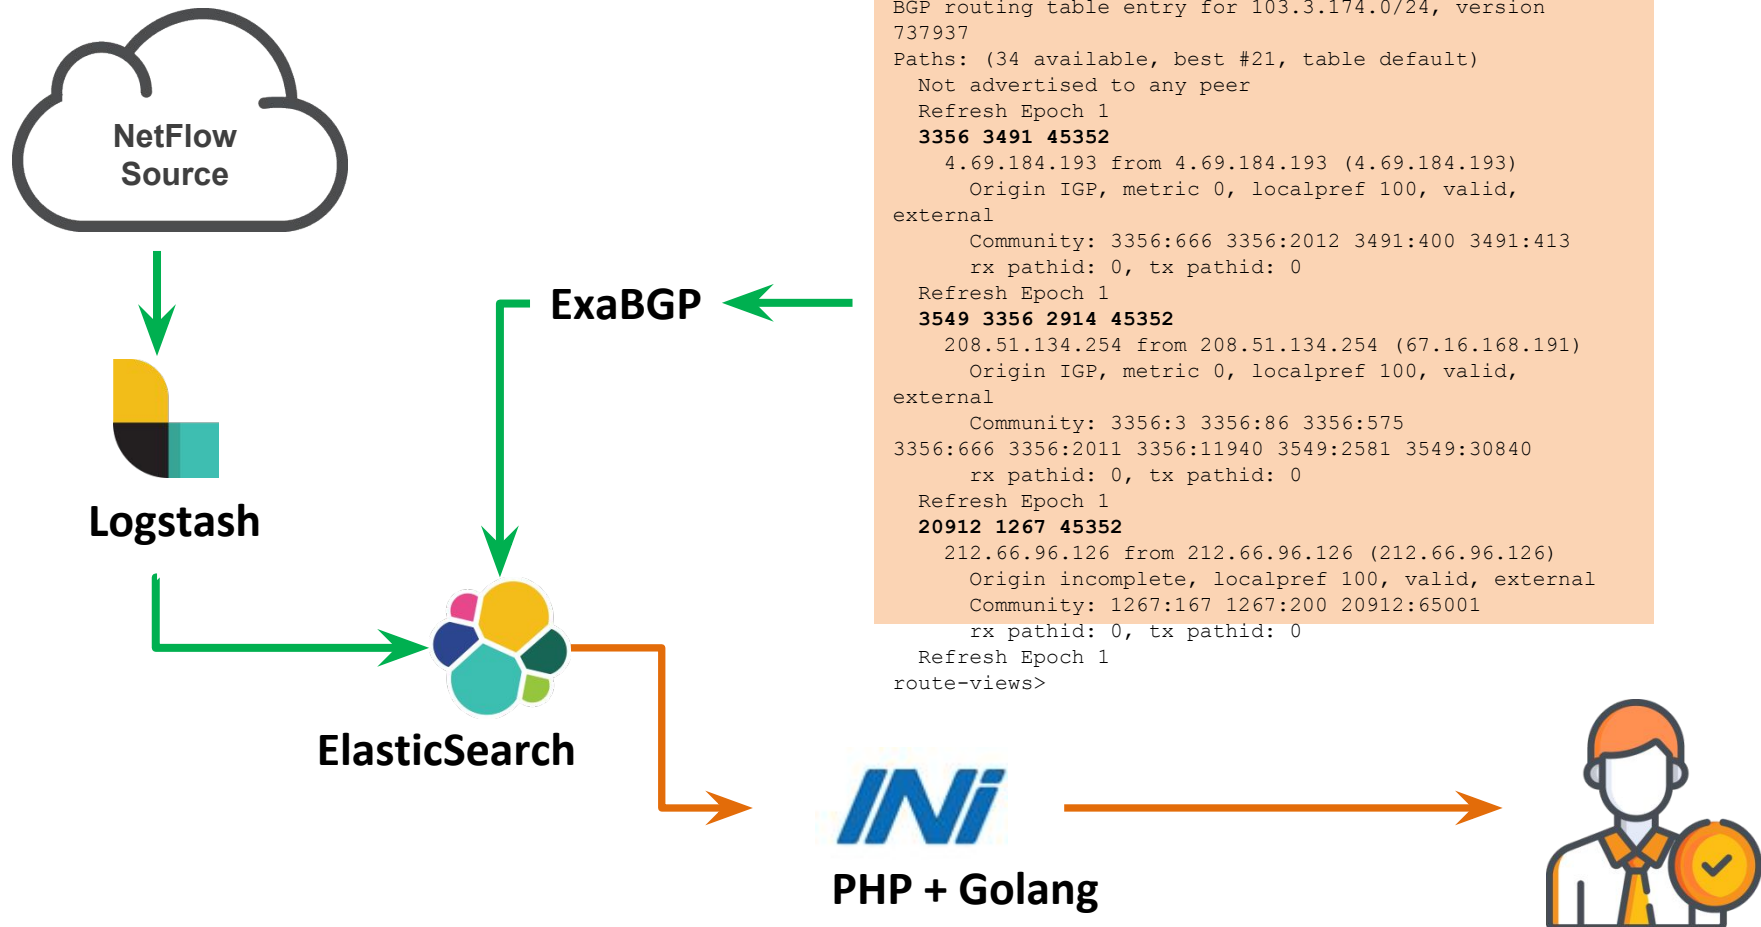 NetFlow
Source
Logstash
ExaBGP
ElasticSearch
BGP routing table entry for 103.3.174.0/24, version
737937
Paths: (34 available, best #21, table default)
  Not advertised to any peer
  Refresh Epoch 1
  3356 3491 45352
    4.69.184.193 from 4.69.184.193 (4.69.184.193)
      Origin IGP, metric 0, localpref 100, valid,
external
      Community: 3356:666 3356:2012 3491:400 3491:413
      rx pathid: 0, tx pathid: 0
  Refresh Epoch 1
  3549 3356 2914 45352
    208.51.134.254 from 208.51.134.254 (67.16.168.191)
      Origin IGP, metric 0, localpref 100, valid,
external
      Community: 3356:3 3356:86 3356:575
3356:666 3356:2011 3356:11940 3549:2581 3549:30840
      rx pathid: 0, tx pathid: 0
  Refresh Epoch 1
  20912 1267 45352
    212.66.96.126 from 212.66.96.126 (212.66.96.126)
      Origin incomplete, localpref 100, valid, external
      Community: 1267:167 1267:200 20912:65001
      rx pathid: 0, tx pathid: 0
  Refresh Epoch 1
route-views>
INi
PHP + Golang